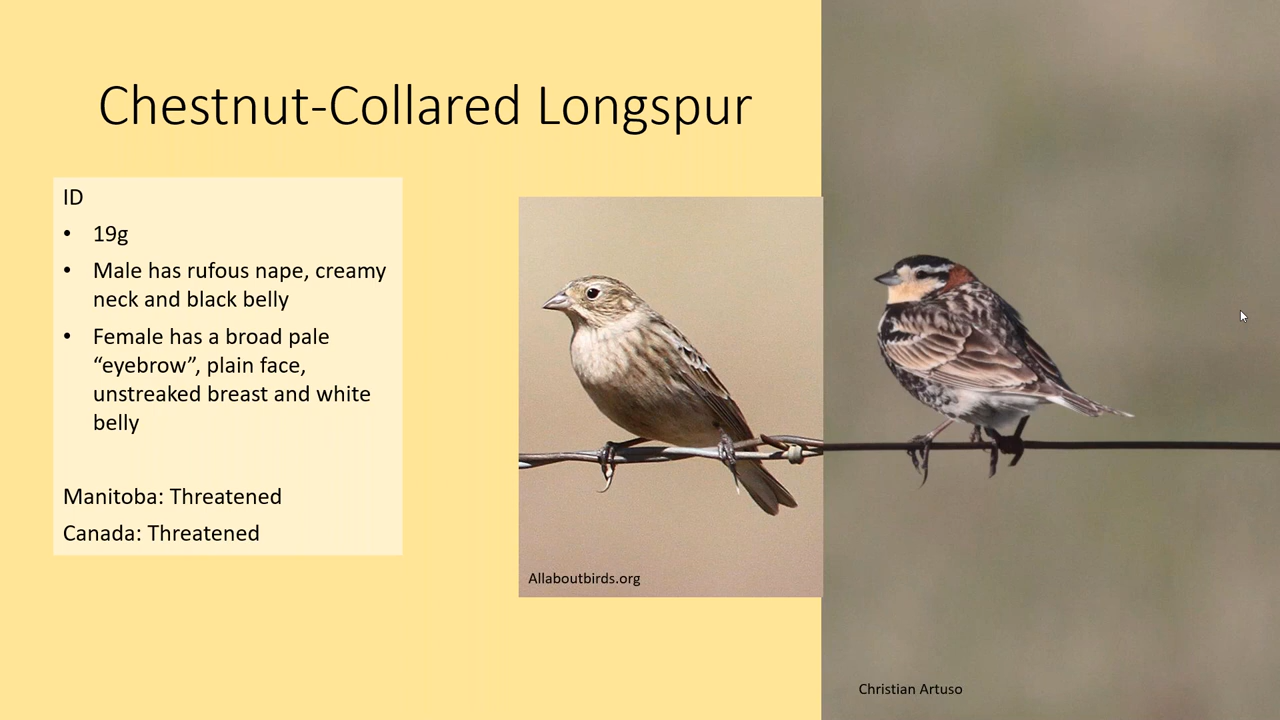 Chestnut-Collared Longspur
ID
• 19g
• Male has rufous nape, creamy
neck and black belly
• Female has a broad pale
“eyebrow”, plain face,
unstreaked breast and white
belly
Manitoba: Threatened
Canada: Threatened
Allaboutbirds.org
Christian Artuso